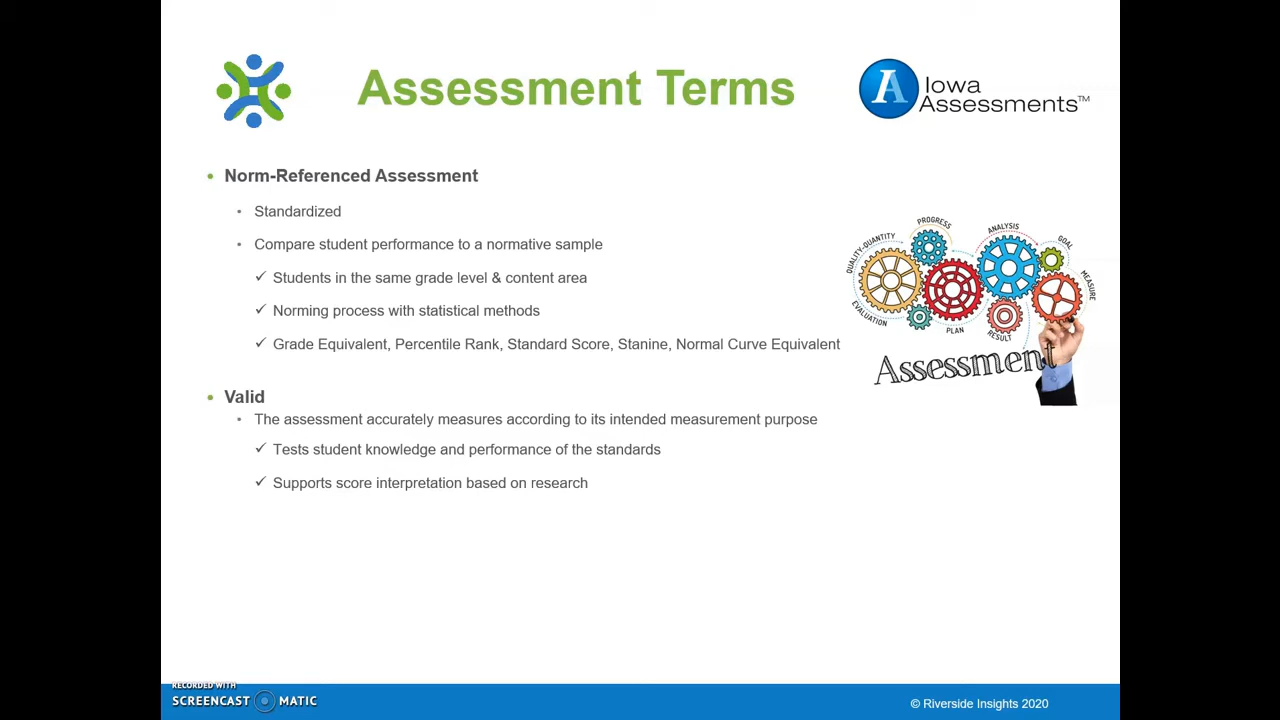 Assessment Terms
A Iowa
Assessments™
• Norm-Referenced Assessment
• Standardized
• Compare student performance to a normative sample
✓ Students in the same grade level & content area
✓ Norming process with statistical methods
✓ Grade Equivalent, Percentile Rank, Standard Score, Stanine, Normal Curve Equivalent
• Valid
• The assessment accurately measures according to its intended measurement purpose
✓ Tests student knowledge and performance of the standards
✓ Supports score interpretation based on research
QUALITY-QUANTITY
PROGRESS
ANALYSIS
GOAL
MEASURE
EVALUATION
PLAN
RESULT
Assessment
RECORDED WITH
SCREENCAST MATIC
© Riverside Insights 2020